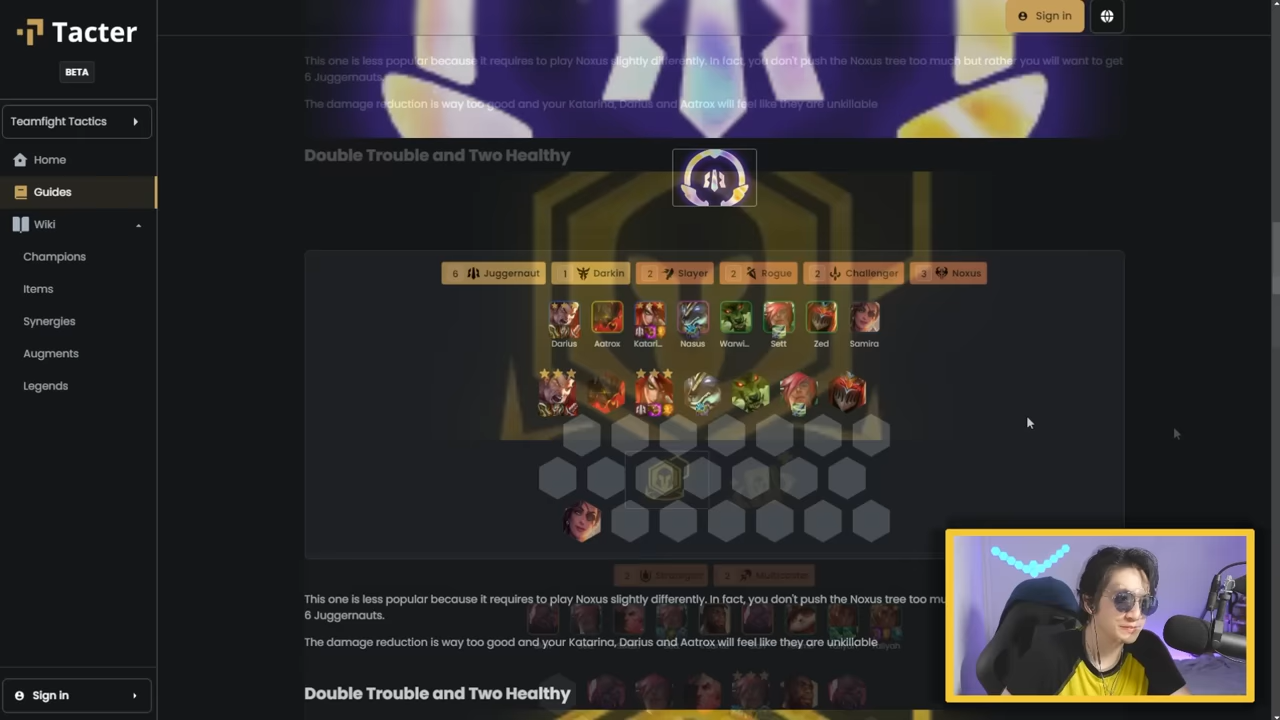 Tacter
Sign in
BETA
This one is less popular because it requires to play Noxus slightly differently. In fact, you don't push the Noxus tree too much but rather you will want to get
6 Juggernauts.
Teamfight Tactics
The damage reduction is way too good and your Katarina, Darius and Aatrox will feel like they are unkillable
Home
Double Trouble and Two Healthy
Guides
Wiki
Champions
6 Juggernaut 1 Darkin 2 Slayer 2 Rogue 2 Challenger 3 Noxus
Items
Synergies
Darius Aatrox Katari... Nasus Warwi... Sett Zed Samira
Augments
Legends
2 Strategist 2 Multicaster
This one is less popular because it requires to play Noxus slightly differently. In fact, you don't push the Noxus tree too mu
6 Juggernauts.
The damage reduction is way too good and your Katarina, Darius and Aatrox will feel like they are unkillable
Sign in
Double Trouble and Two Healthy